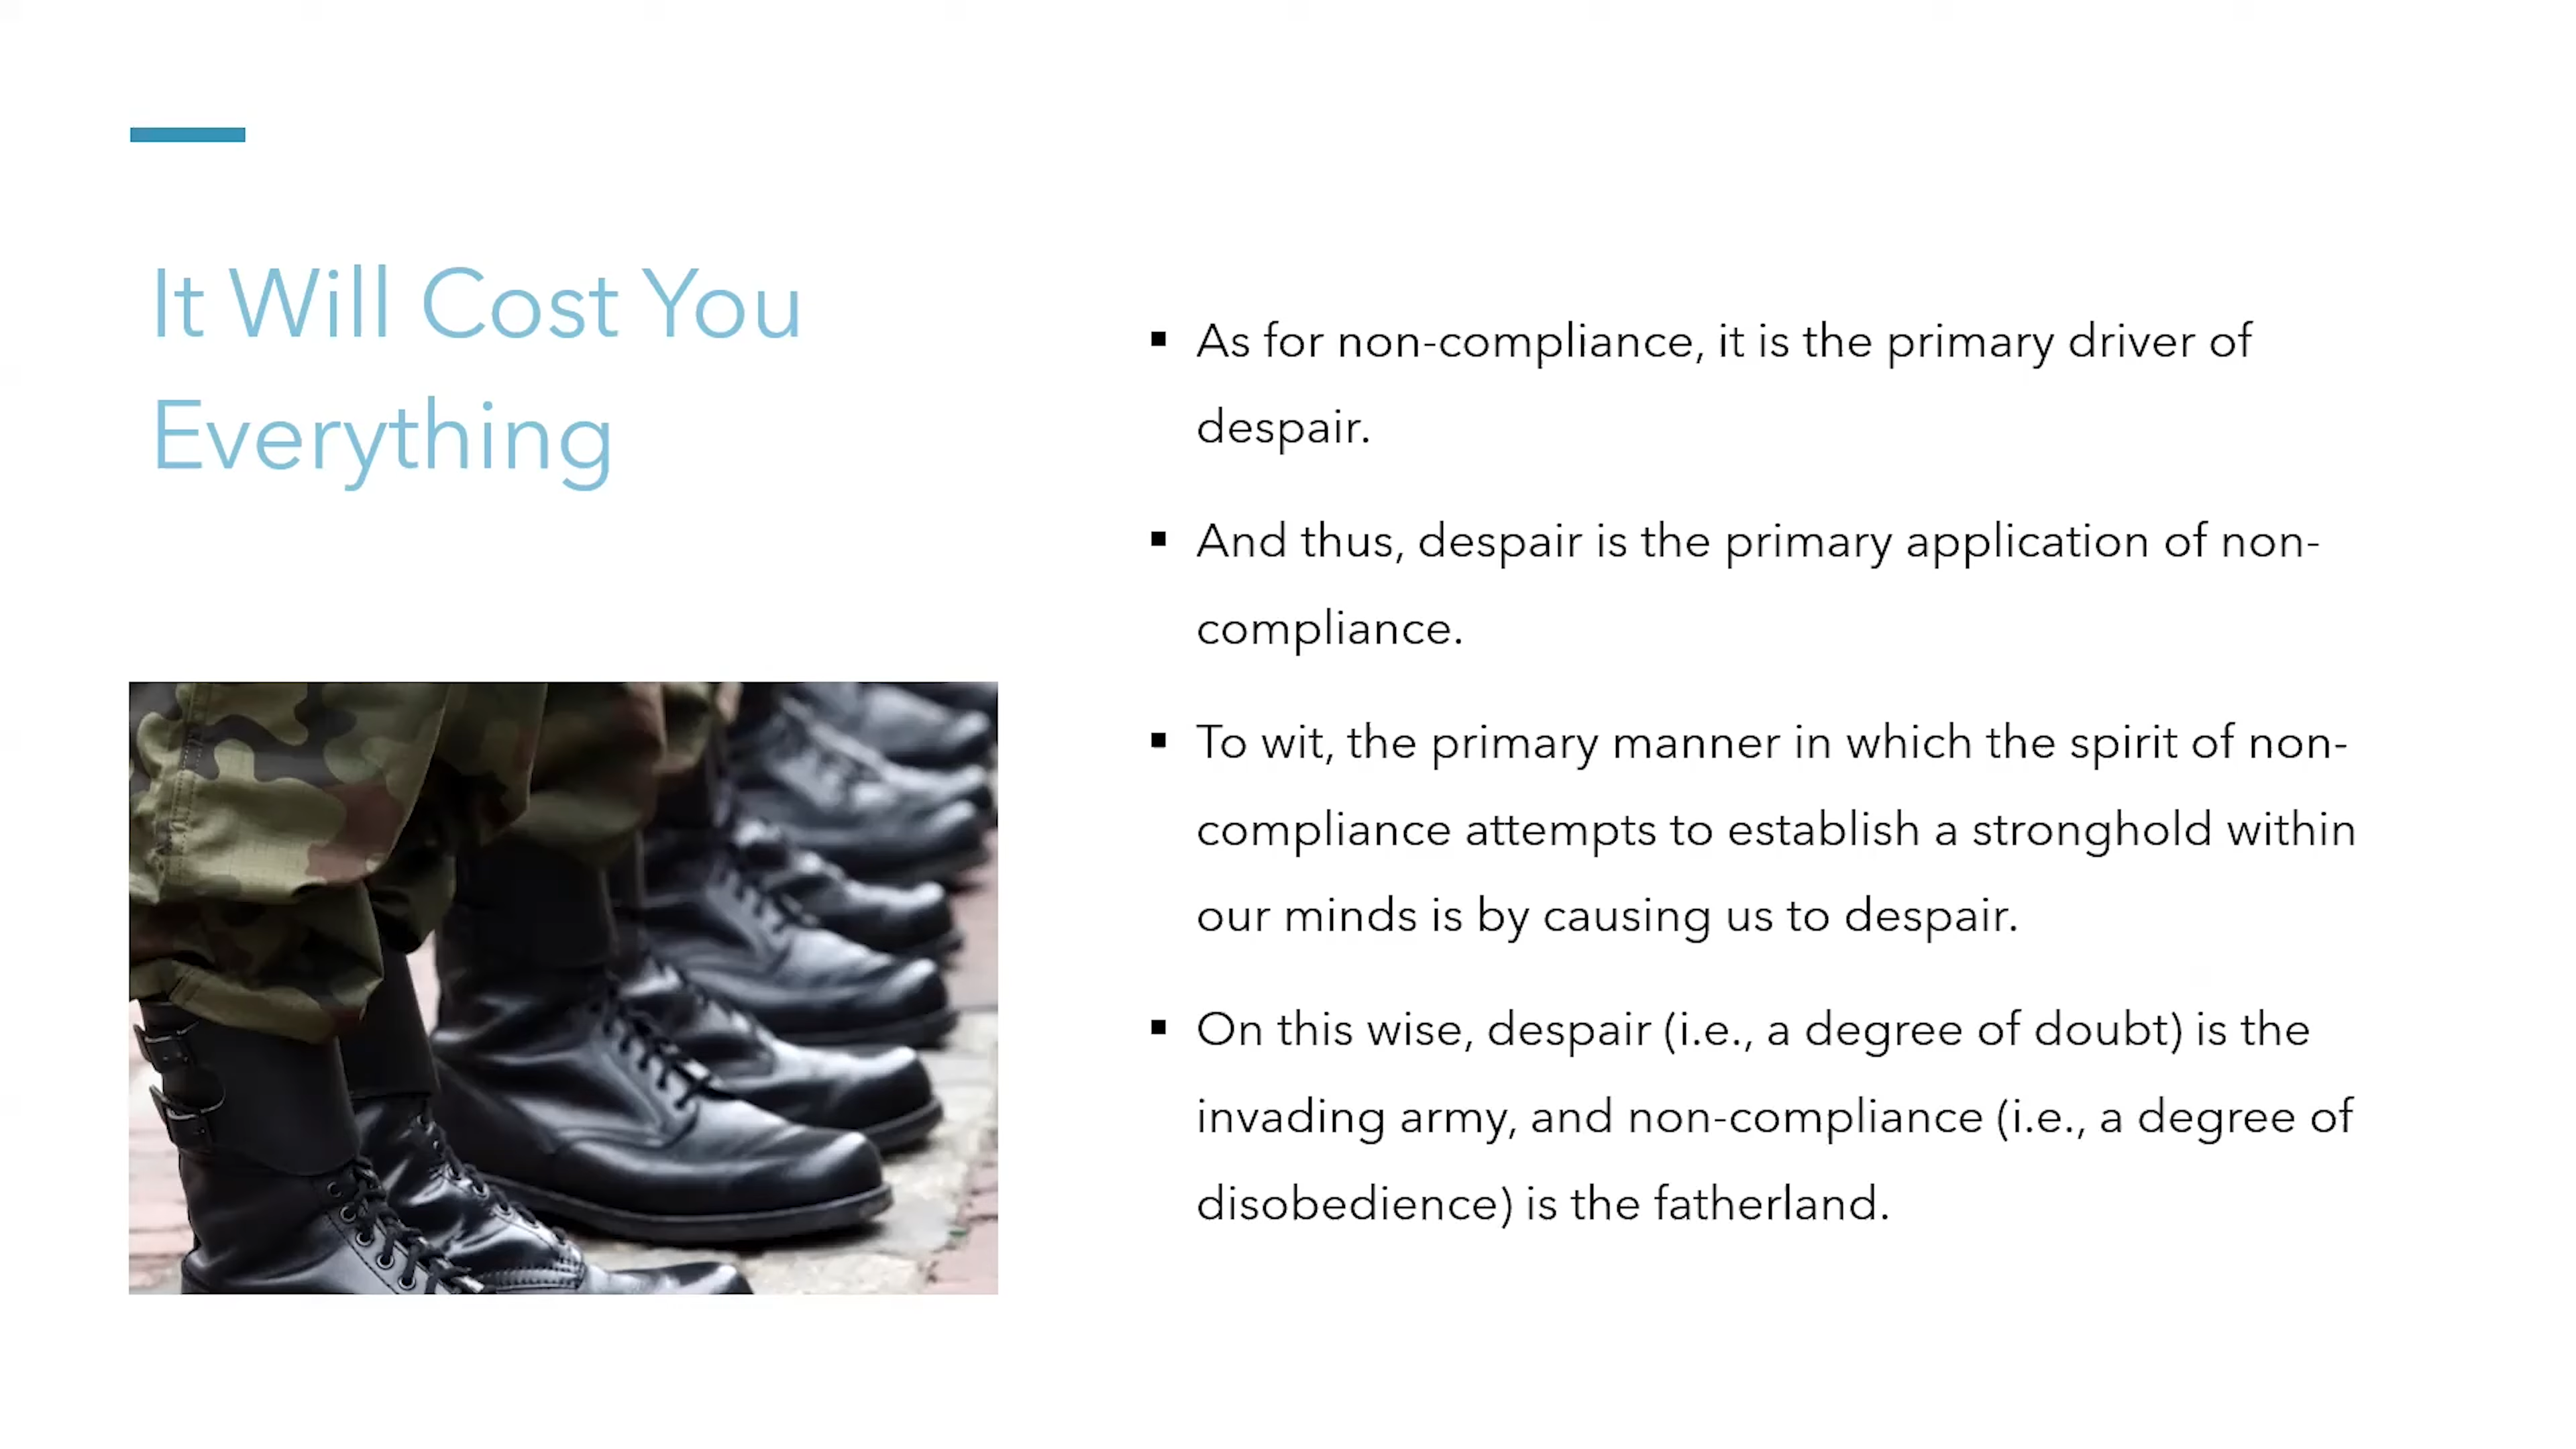 It Will Cost You
Everything
As for non-compliance, it is the primary driver of
despair.
And thus, despair is the primary application of non-
compliance.
To wit, the primary manner in which the spirit of non-
compliance attempts to establish a stronghold within
our minds is by causing us to despair.
On this wise, despair (i.e., a degree of doubt) is the
invading army, and non-compliance (i.e., a degree of
disobedience) is the fatherland.